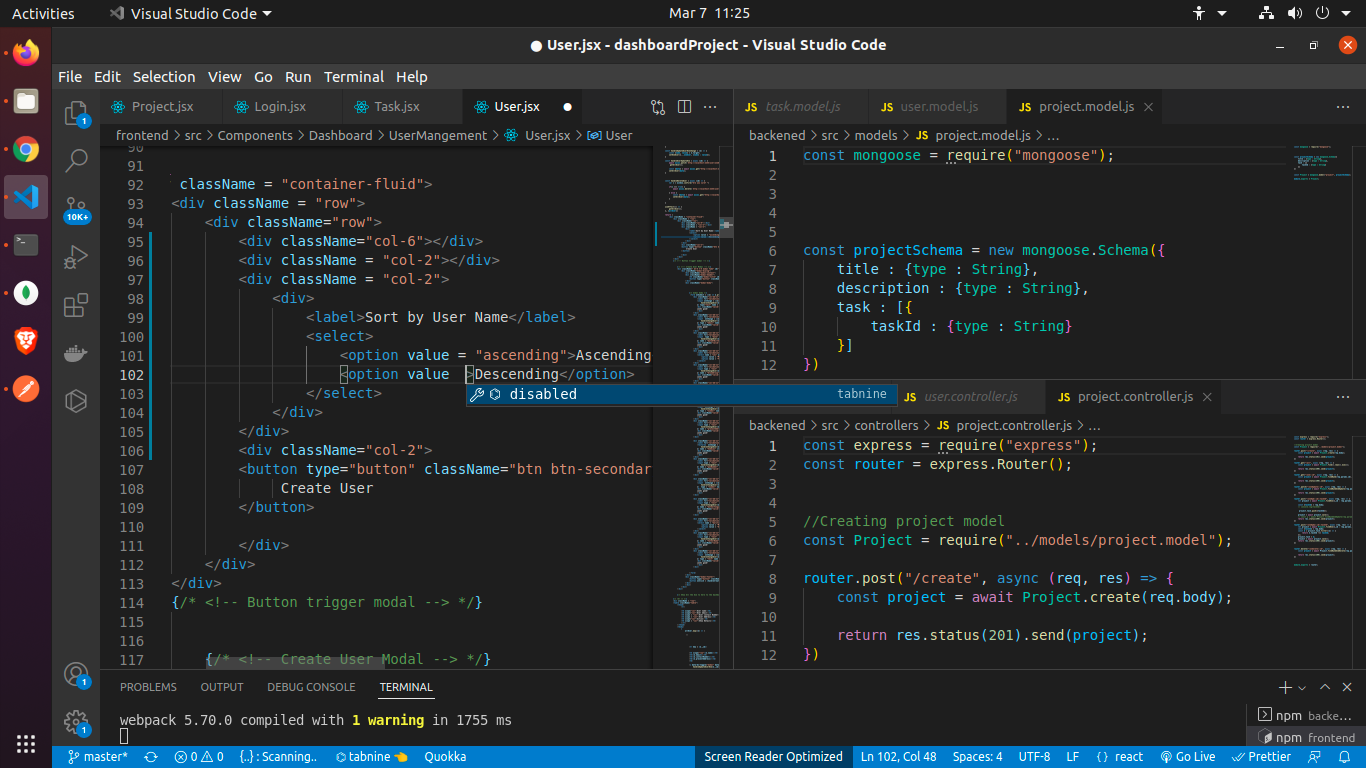 Activities
Visual Studio Code
Mar 7 11:25
● User.jsx - dashboardProject - Visual Studio Code
File Edit Selection View Go Run Terminal Help
1
10K+
1
1
Project.jsx Login.jsx Task.jsx User.jsx
frontend > src > Components > Dashboard > UserMangement > User.jsx > User
90
91
92 className = "container-fluid">
93 <div className = "row">
94 <div className="row">
95 <div className="col-6"></div>
96 <div className = "col-2"></div>
97 <div className = "col-2">
98 <div>
99 <label>Sort by User Name</label>
100 <select>
101 <option value = "ascending">Ascending
102 <option value >Descending</option>
disabled tabnine
103 </select>
104 </div>
105 </div>
106 <div className="col-2">
107 <button type="button" className="btn btn-secondar
108 Create User
109 </button>
110
111 </div>
112 </div>
113 </div>
114 {/* <!-- Button trigger modal --> */}
115
116
117 {/* <!-- Create User Modal --> */}
JS task.model.js JS user.model.js JS project.model.js
backened > src > models > JS project.model.js > ...
1 const mongoose = require("mongoose");
2
3
4
5
6 const projectSchema = new mongoose.Schema({
7 title : {type : String},
8 description : {type : String},
9 task : [{
10 taskId : {type : String}
11 }]
12 })
JS user.controller.js JS project.controller.js
backened > src > controllers > JS project.controller.js > ...
1 const express = require("express");
2 const router = express.Router();
3
4
5 //Creating project model
6 const Project = require("../models/project.model");
7
8 router.post("/create", async (req, res) => {
9 const project = await Project.create(req.body);
10
11 return res.status(201).send(project);
12 })
PROBLEMS OUTPUT DEBUG CONSOLE TERMINAL
webpack 5.70.0 compiled with 1 warning in 1755 ms
npm backe...
npm frontend
master* 0 0 {..} : Scanning.. tabnine 👈 Quokka Screen Reader Optimized Ln 102, Col 48 Spaces: 4 UTF-8 LF {} react Go Live Prettier